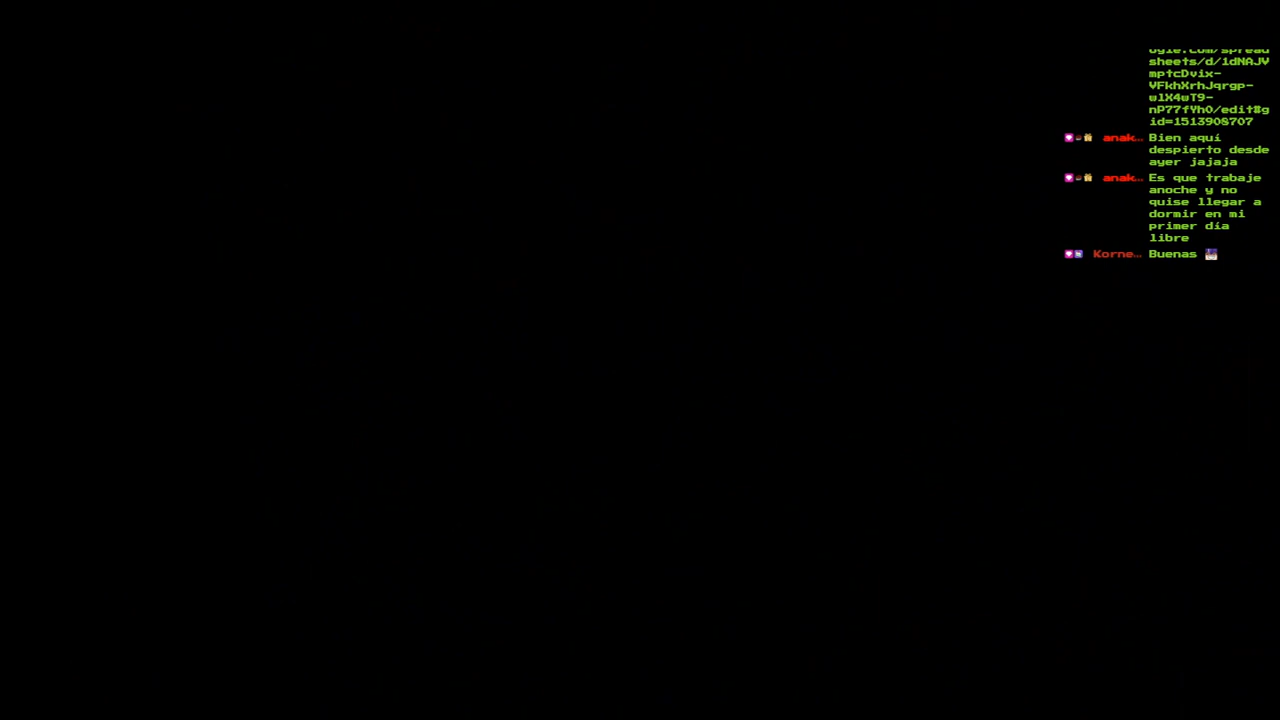 ogle.com/spread
sheets/d/1dNAJV
mptcDvix-
VFkhXrhJqrgp-
wlX4wT9-
nP77fYhO/edit#g
id=1513908707
anak… Bien aquí
despierto desde
ayer jajaja
anak… Es que trabaje
anoche y no
quise llegar a
dormir en mi
primer día
libre
Korne… Buenas